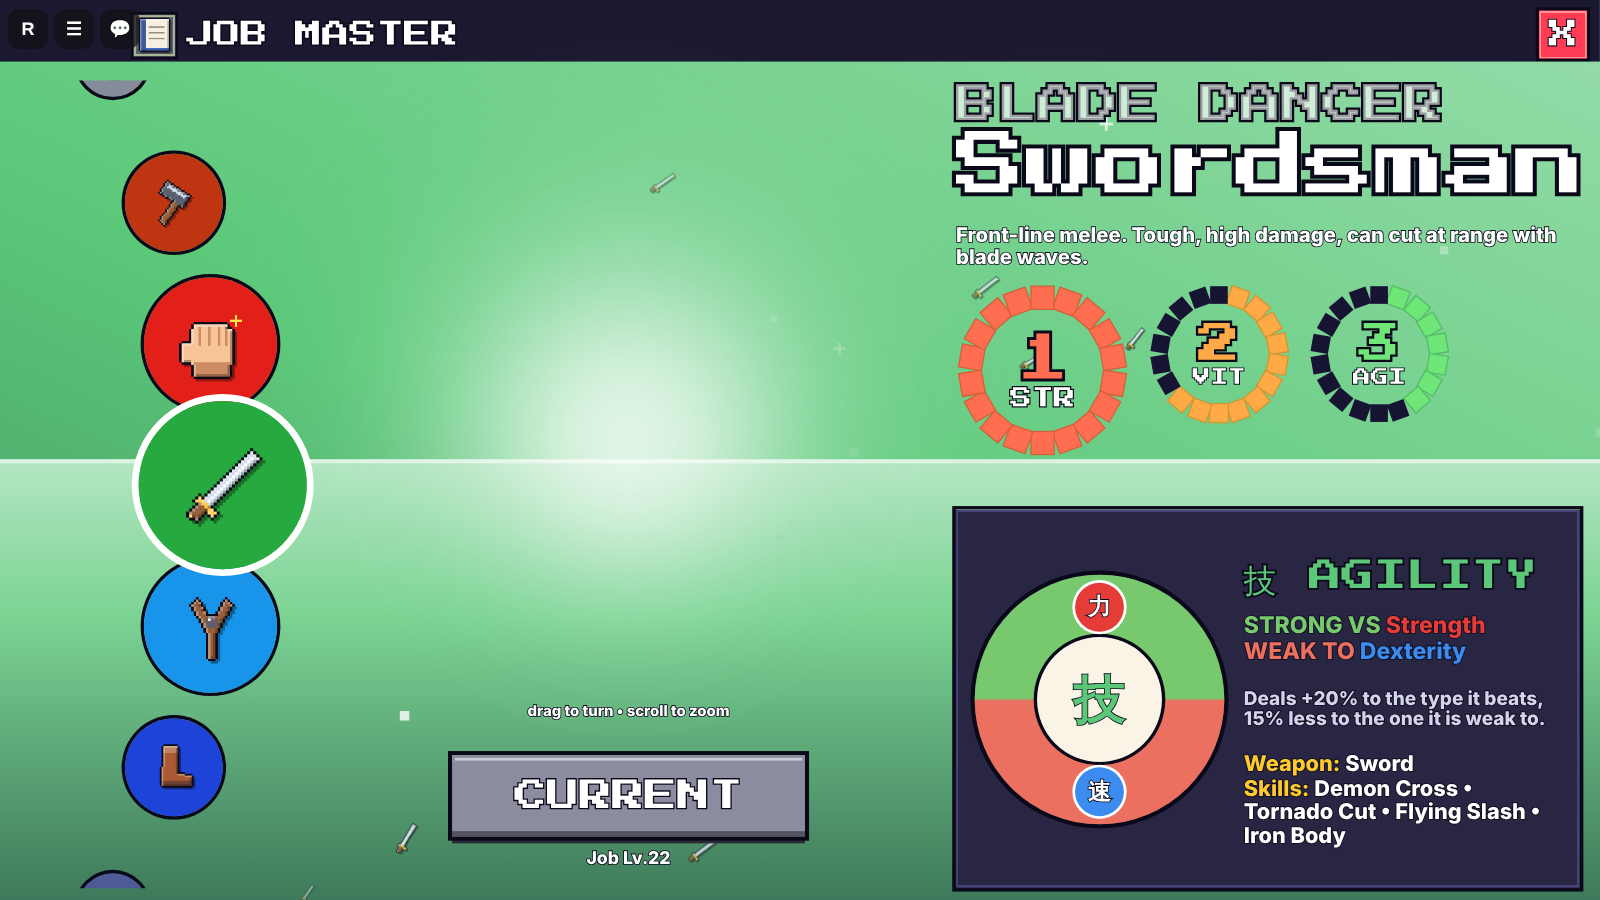 R
JOB MASTER
X
BLADE DANCER
Swordsman
Front-line melee. Tough, high damage, can cut at range with
blade waves.
1
STR
2
VIT
3
AGI
力
技
速
技 AGILITY
STRONG VS Strength
WEAK TO Dexterity
Deals +20% to the type it beats,
15% less to the one it is weak to.
Weapon: Sword
Skills: Demon Cross •
Tornado Cut • Flying Slash •
Iron Body
drag to turn • scroll to zoom
CURRENT
Job Lv.22